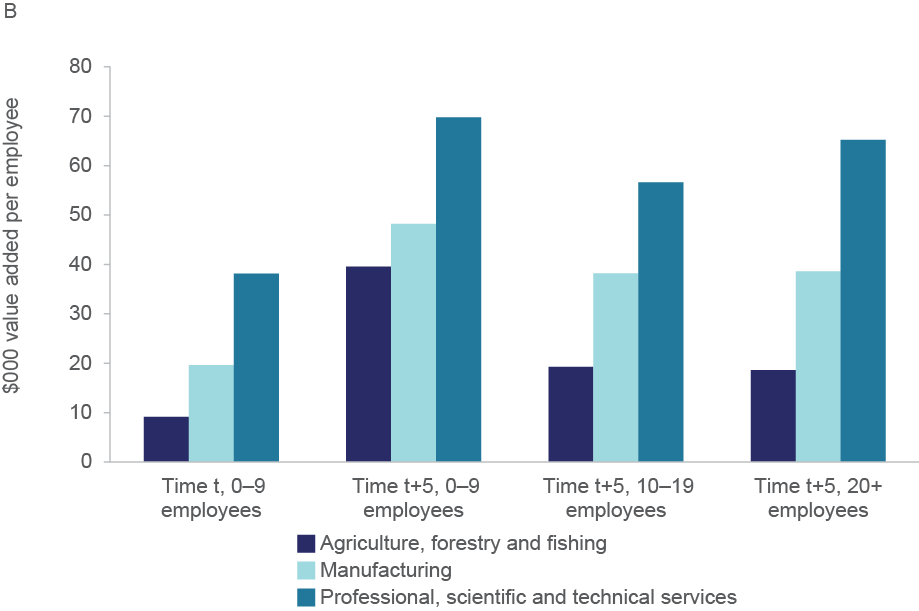 B
$000 value added per employee
80
70
60
50
40
30
20
10
0
Time t, 0–9
employees
Time t+5, 0–9
employees
Time t+5, 10–19
employees
Time t+5, 20+
employees
Agriculture, forestry and fishing
Manufacturing
Professional, scientific and technical services